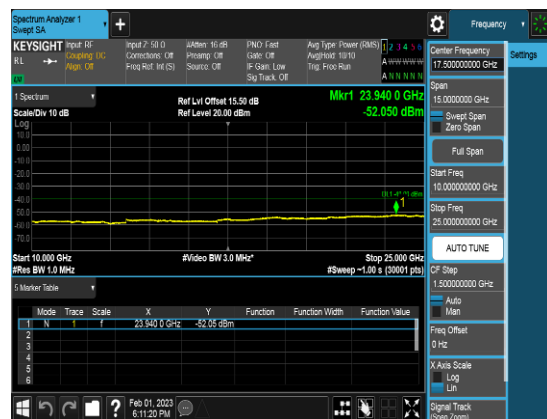 Spectrum Analyzer 1
Swept SA
+
Frequency
KEYSIGHT
Input: RF
Coupling: DC
Align: Off
Input Z: 50 Ω
Corrections: Off
Freq Ref: Int (S)
#Atten: 16 dB
Preamp: Off
Source: Off
PNO: Fast
Gate: Off
IF Gain: Low
Sig Track: Off
Avg Type: Power (RMS)
Avg|Hold: 10/10
Trig: Free Run
1 2 3 4 5 6
A W W W W W
A N N N N N
RL
LXI
1 Spectrum
Scale/Div 10 dB
Log
Ref Lvl Offset 15.50 dB
Ref Level 20.00 dBm
Mkr1 23.940 0 GHz
-52.050 dBm
10.0
0.00
-10.0
-20.0
-30.0
-40.0
-50.0
-60.0
-70.0
1
Start 10.000 GHz
#Res BW 1.0 MHz
#Video BW 3.0 MHz*
Stop 25.000 GHz
#Sweep ~1.00 s (30001 pts)
5 Marker Table
Mode Trace Scale X Y Function Function Width Function Value
1 N 1 f 23.940 0 GHz -52.05 dBm
2
3
4
5
6
Feb 01, 2023
6:11:20 PM
Center Frequency
17.500000000 GHz
Span
15.0000000 GHz
Swept Span
Zero Span
Full Span
Start Freq
10.000000000 GHz
Stop Freq
25.000000000 GHz
AUTO TUNE
CF Step
1.500000000 GHz
Auto
Man
Freq Offset
0 Hz
X Axis Scale
Log
Lin
Signal Track
(Span Zoom)
Settings